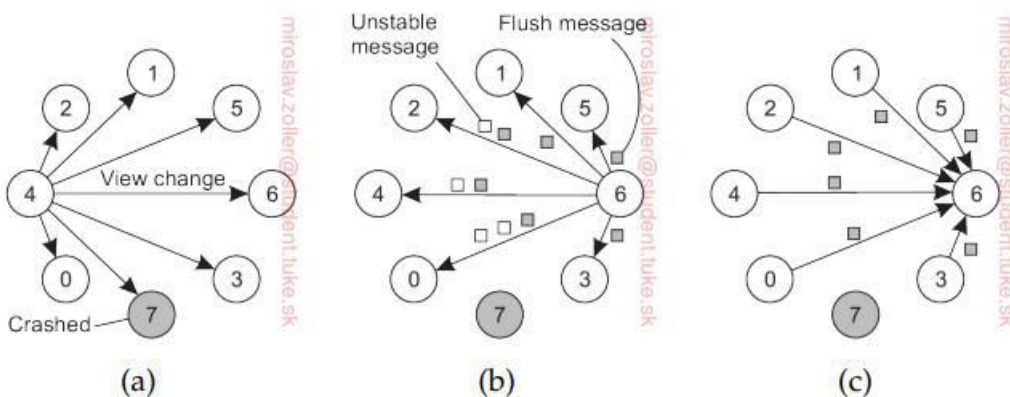 1
2
5
4
View change
6
0
3
7
Crashed
(a)
Unstable
message
Flush message
1
2
5
4
6
0
3
7
(b)
1
2
5
4
6
0
3
7
(c)
miroslav.zoller@student.tuke.sk
miroslav.zoller@student.tuke.sk
miroslav.zoller@student.tuke.sk